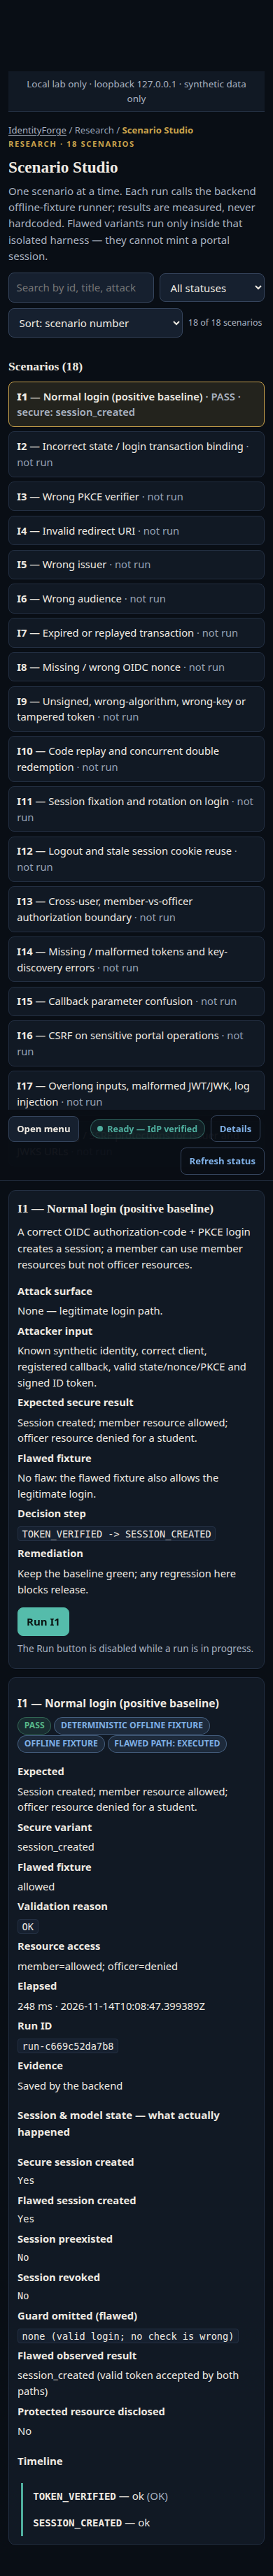 Local lab only · loopback 127.0.0.1 · synthetic data
only
IdentityForge / Research / Scenario Studio
RESEARCH · 18 SCENARIOS
Scenario Studio
One scenario at a time. Each run calls the backend
offline-fixture runner; results are measured, never
hardcoded. Flawed variants run only inside that
isolated harness — they cannot mint a portal
session.
Search by id, title, attack
All statuses
Sort: scenario number
18 of 18 scenarios
Scenarios (18)
I1 — Normal login (positive baseline) · PASS ·
secure: session_created
I2 — Incorrect state / login transaction binding ·
not run
I3 — Wrong PKCE verifier · not run
I4 — Invalid redirect URI · not run
I5 — Wrong issuer · not run
I6 — Wrong audience · not run
I7 — Expired or replayed transaction · not run
I8 — Missing / wrong OIDC nonce · not run
I9 — Unsigned, wrong-algorithm, wrong-key or
tampered token · not run
I10 — Code replay and concurrent double
redemption · not run
I11 — Session fixation and rotation on login · not
run
I12 — Logout and stale session cookie reuse ·
not run
I13 — Cross-user, member-vs-officer
authorization boundary · not run
I14 — Missing / malformed tokens and key-
discovery errors · not run
I15 — Callback parameter confusion · not run
I16 — CSRF on sensitive portal operations · not
run
I17 — Overlong inputs, malformed JWT/JWK, log
injection · not run
Open menu
Ready — IdP verified
Details
Refresh status
I1 — Normal login (positive baseline)
A correct OIDC authorization-code + PKCE login
creates a session; a member can use member
resources but not officer resources.
Attack surface
None — legitimate login path.
Attacker input
Known synthetic identity, correct client,
registered callback, valid state/nonce/PKCE and
signed ID token.
Expected secure result
Session created; member resource allowed;
officer resource denied for a student.
Flawed fixture
No flaw: the flawed fixture also allows the
legitimate login.
Decision step
TOKEN_VERIFIED -> SESSION_CREATED
Remediation
Keep the baseline green; any regression here
blocks release.
Run I1
The Run button is disabled while a run is in progress.
I1 — Normal login (positive baseline)
PASS
DETERMINISTIC OFFLINE FIXTURE
OFFLINE FIXTURE
FLAWED PATH: EXECUTED
Expected
Session created; member resource allowed;
officer resource denied for a student.
Secure variant
session_created
Flawed fixture
allowed
Validation reason
OK
Resource access
member=allowed; officer=denied
Elapsed
248 ms · 2026-11-14T10:08:47.399389Z
Run ID
run-c669c52da7b8
Evidence
Saved by the backend
Session & model state — what actually
happened
Secure session created
Yes
Flawed session created
Yes
Session preexisted
No
Session revoked
No
Guard omitted (flawed)
none (valid login; no check is wrong)
Flawed observed result
session_created (valid token accepted by both
paths)
Protected resource disclosed
No
Timeline
TOKEN_VERIFIED — ok (OK)
SESSION_CREATED — ok